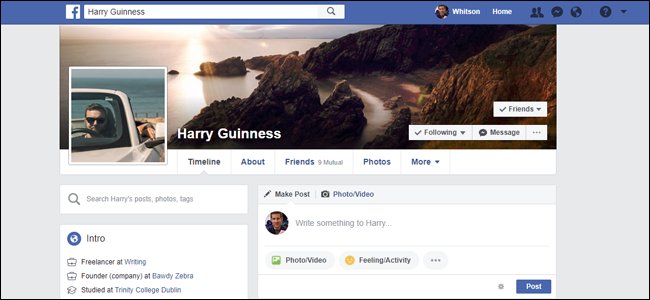 f Harry Guinness
Whitson Home
Friends
Harry Guinness
Following Message ...
Timeline About Friends 9 Mutual Photos More
Make Post Photo/Video
Search Harry's posts, photos, tags
Write something to Harry...
Intro
Photo/Video Feeling/Activity ...
Freelancer at Writing
Founder (company) at Bawdy Zebra
Studied at Trinity College Dublin
Post